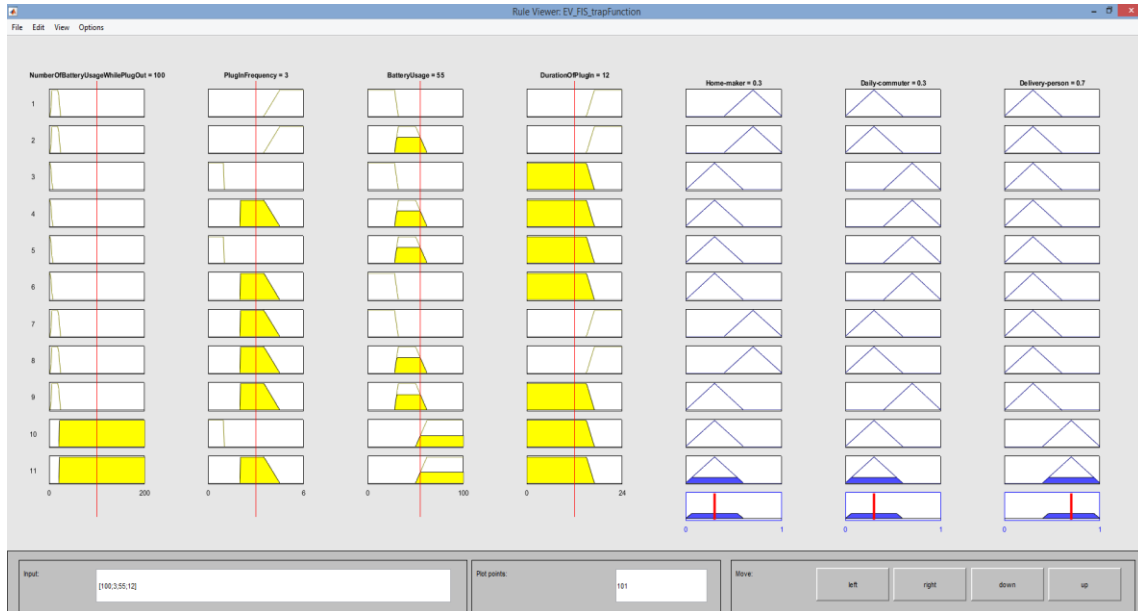 Rule Viewer: EV_FIS_trapFunction
File Edit View Options
NumberOfBatteryUsageWhilePlugOut = 100 PlugInFrequency = 3 BatteryUsage = 55 DurationOfPlugIn = 12 Home-maker = 0.3 Daily-commuter = 0.3 Delivery-person = 0.7
1
2
3
4
5
6
7
8
9
10
11
0 200 0 6 0 100 0 24
0 1 0 1 0 1
Input: [100;3;55;12] Plot points: 101 Move: left right down up